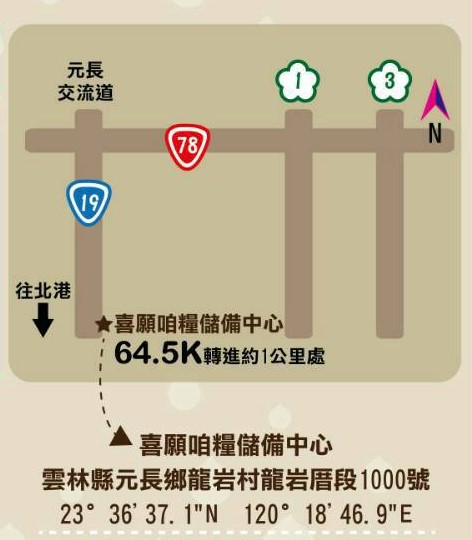 元長
交流道
1
3
N
78
19
往北港
★喜願咱糧儲備中心
64.5K轉進約1公里處
喜願咱糧儲備中心
雲林縣元長鄉龍岩村龍岩厝段1000號
23° 36' 37.1"N 120° 18' 46.9"E